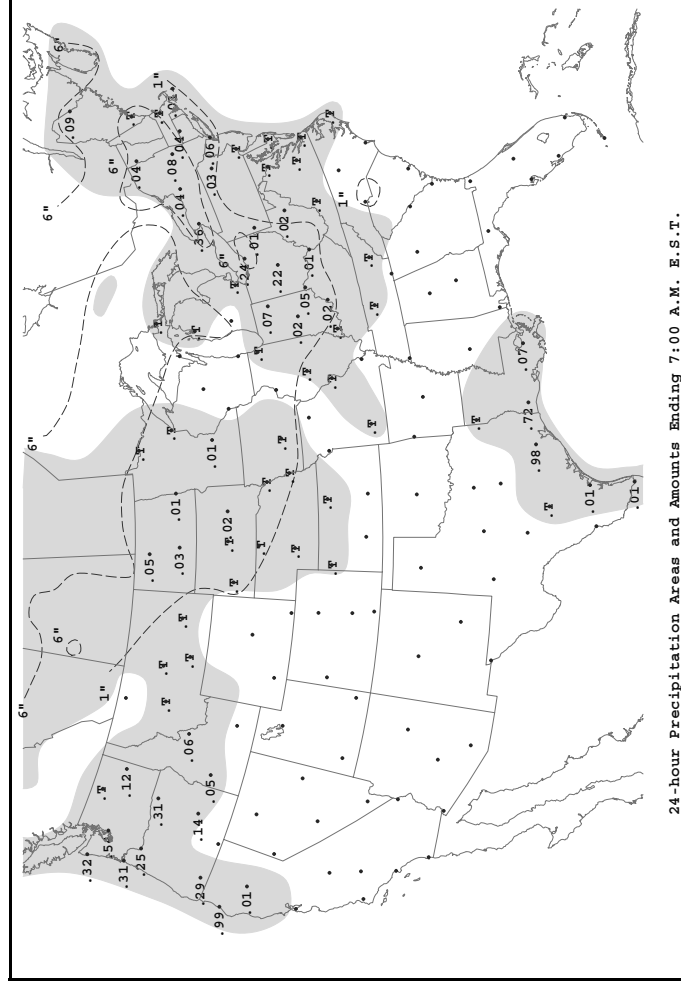 6"
6"
6"
6"
6"
.09
.32
T
1"
.5
6"
.31
.12
T
.04
.25
T
.05
T
T
1"
.31
T
T
T
.08
.01
.03
.04
.04
T
T
.06
T
.14
.36
.29
.05
.01
.03
.06
.99
6"
.02
T
T
T
T
.24
.01
.01
T
T
T
T
T
.07
.22
T
.02
T
T
.02
T
T
.05
.01
T
T
.02
T
T
T
T
T
1"
T
T
T
T
.07
.72
.98
T
.01
.01
24-hour Precipitation Areas and Amounts Ending 7:00 A.M. E.S.T.